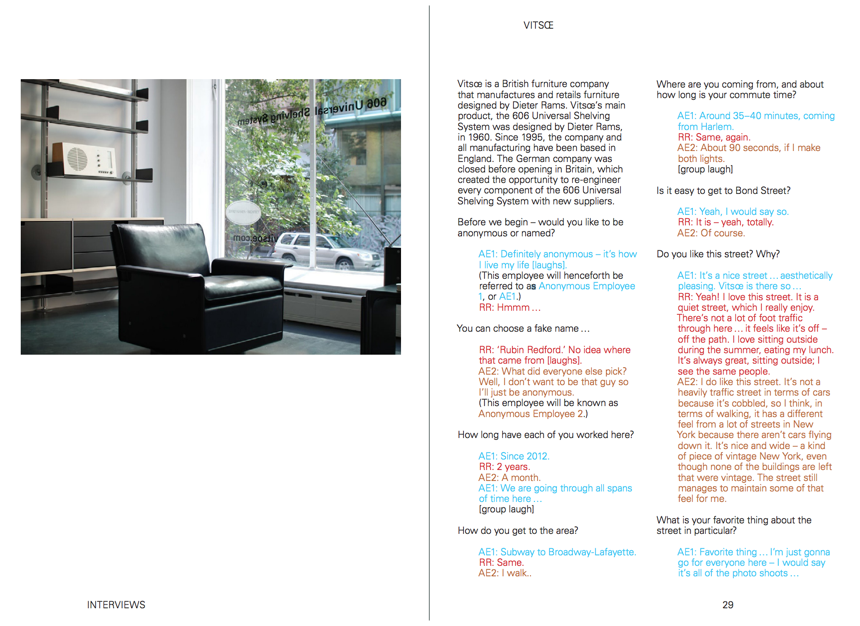 VITSŒ
606 Universal Shelving System
vitsoe.com
INTERVIEWS
Vitsœ is a British furniture company
that manufactures and retails furniture
designed by Dieter Rams. Vitsœ's main
product, the 606 Universal Shelving
System was designed by Dieter Rams,
in 1960. Since 1995, the company and
all manufacturing have been based in
England. The German company was
closed before opening in Britain, which
created the opportunity to re-engineer
every component of the 606 Universal
Shelving System with new suppliers.
Before we begin – would you like to be
anonymous or named?
AE1: Definitely anonymous – it's how
I live my life [laughs].
(This employee will henceforth be
referred to as Anonymous Employee
1, or AE1.)
RR: Hmmm ...
You can choose a fake name ...
RR: 'Rubin Redford.' No idea where
that came from [laughs].
AE2: What did everyone else pick?
Well, I don't want to be that guy so
I'll just be anonymous.
(This employee will be known as
Anonymous Employee 2.)
How long have each of you worked here?
AE1: Since 2012.
RR: 2 years.
AE2: A month.
AE1: We are going through all spans
of time here ...
[group laugh]
How do you get to the area?
AE1: Subway to Broadway-Lafayette.
RR: Same.
AE2: I walk..
Where are you coming from, and about
how long is your commute time?
AE1: Around 35–40 minutes, coming
from Harlem.
RR: Same, again.
AE2: About 90 seconds, if I make
both lights.
[group laugh]
Is it easy to get to Bond Street?
AE1: Yeah, I would say so.
RR: It is – yeah, totally.
AE2: Of course.
Do you like this street? Why?
AE1: It's a nice street ... aesthetically
pleasing. Vitsœ is there so ...
RR: Yeah! I love this street. It is a
quiet street, which I really enjoy.
There's not a lot of foot traffic
through here ... it feels like it's off –
off the path. I love sitting outside
during the summer, eating my lunch.
It's always great, sitting outside; I
see the same people.
AE2: I do like this street. It's not a
heavily traffic street in terms of cars
because it's cobbled, so I think, in
terms of walking, it has a different
feel from a lot of streets in New
York because there aren't cars flying
down it. It's nice and wide – a kind
of piece of vintage New York, even
though none of the buildings are left
that were vintage. The street still
manages to maintain some of that
feel for me.
What is your favorite thing about the
street in particular?
AE1: Favorite thing ... I'm just gonna
go for everyone here – I would say
it's all of the photo shoots ...
29